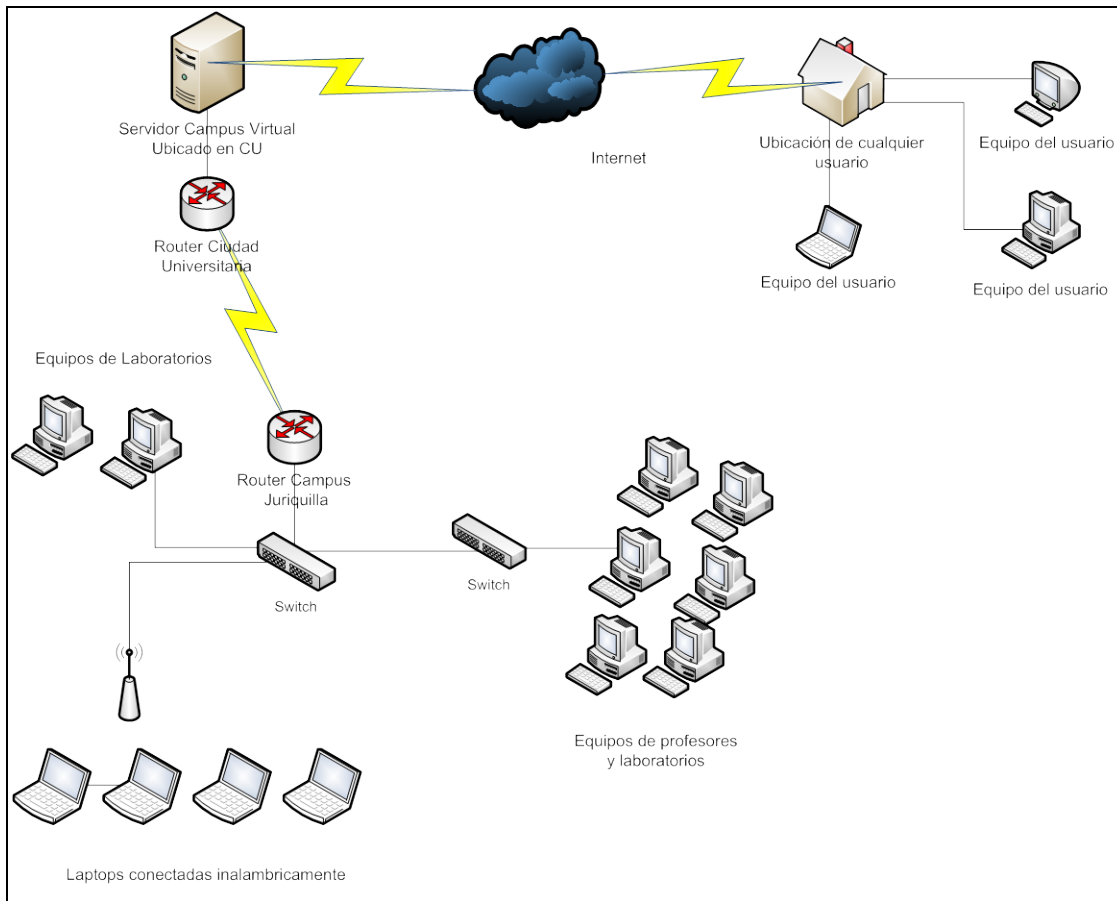 Servidor Campus Virtual
Ubicado en CU
Internet
Ubicación de cualquier
usuario
Equipo del usuario
Equipo del usuario
Equipo del usuario
Router Ciudad
Universitaria
Equipos de Laboratorios
Router Campus
Juriquilla
Switch
Switch
Equipos de profesores
y laboratorios
Laptops conectadas inalambricamente